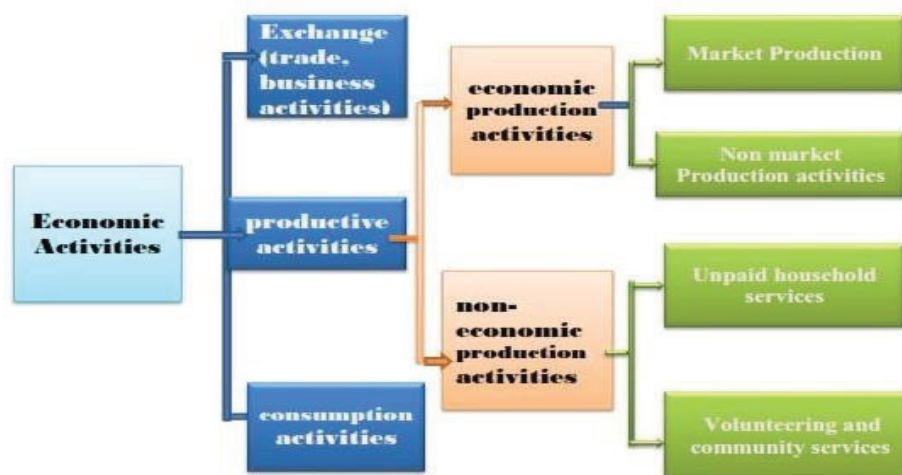 Economic
Activities
Exchange
(trade,
business
activities)
productive
activities
consumption
activities
economic
production
activities
non-
economic
production
activities
Market Production
Non market
Production activities
Unpaid household
services
Volunteering and
community services